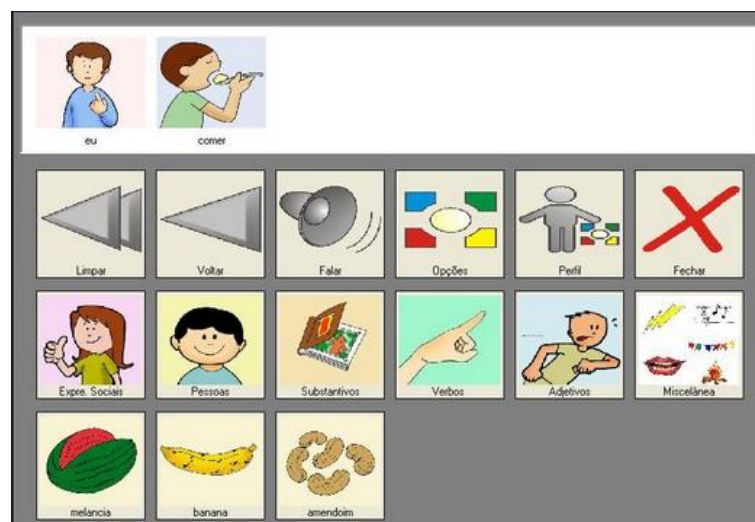 eu comer
Limpar Voltar Falar Opções Perfil Fechar
Expre. Sociais Pessoas Substantivos Verbos Adjetivos Miscelânea
melancia banana amendoim